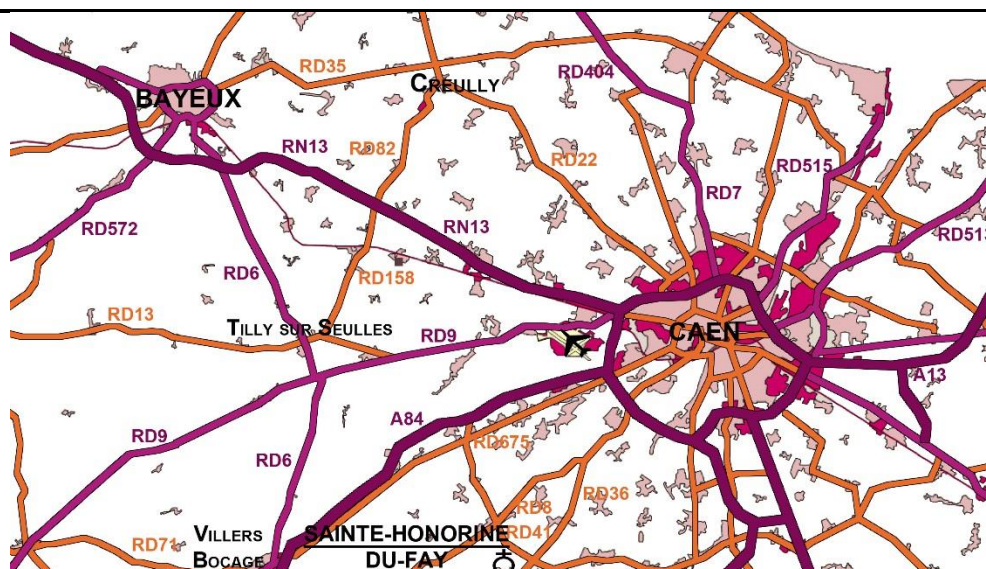 RD35
RD404
CREULLY
BAYEUX
RN13
RD82
RD22
RD515
RD7
RD572
RN13
RD513
RD6
RD158
RD13
TILLY SUR SEULLES
RD9
CAEN
A13
A84
RD9
RD675
RD6
RD36
RD8
VILLERS
BOCAGE
SAINTE-HONORINE
DU-FAY
RD41
RD71